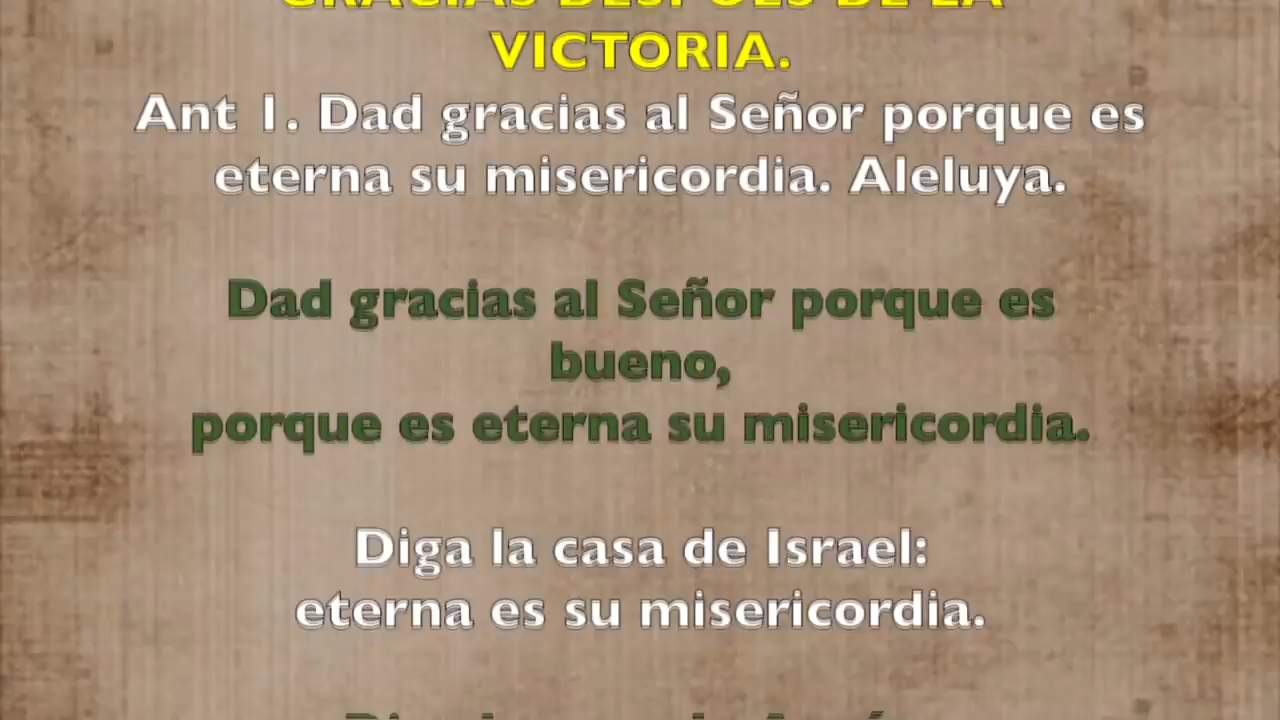 GRACIAS DESPUÉS DE LA
VICTORIA.
Ant 1. Dad gracias al Señor porque es
eterna su misericordia. Aleluya.
Dad gracias al Señor porque es
bueno,
porque es eterna su misericordia.
Diga la casa de Israel:
eterna es su misericordia.